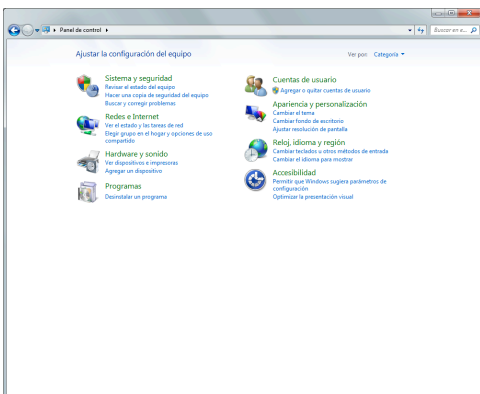 Panel de control
Buscar en e...
Ajustar la configuración del equipo
Ver por: Categoría
Sistema y seguridad
Revisar el estado del equipo
Hacer una copia de seguridad del equipo
Buscar y corregir problemas
Redes e Internet
Ver el estado y las tareas de red
Elegir grupo en el hogar y opciones de uso
compartido
Hardware y sonido
Ver dispositivos e impresoras
Agregar un dispositivo
Programas
Desinstalar un programa
Cuentas de usuario
Agregar o quitar cuentas de usuario
Apariencia y personalización
Cambiar el tema
Cambiar fondo de escritorio
Ajustar resolución de pantalla
Reloj, idioma y región
Cambiar teclados u otros métodos de entrada
Cambiar el idioma para mostrar
Accesibilidad
Permitir que Windows sugiera parámetros de
configuración
Optimizar la presentación visual